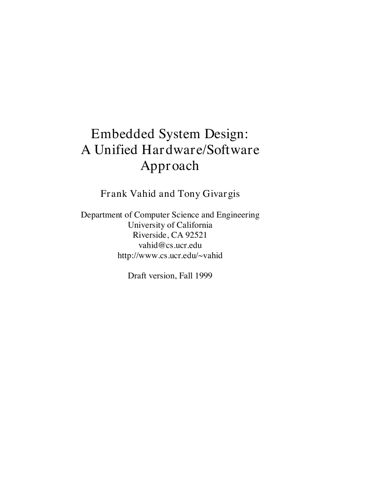 Embedded System Design:
A Unified Hardware/Software
Approach
Frank Vahid and Tony Givargis
Department of Computer Science and Engineering
University of California
Riverside, CA 92521
vahid@cs.ucr.edu
http://www.cs.ucr.edu/~vahid
Draft version, Fall 1999